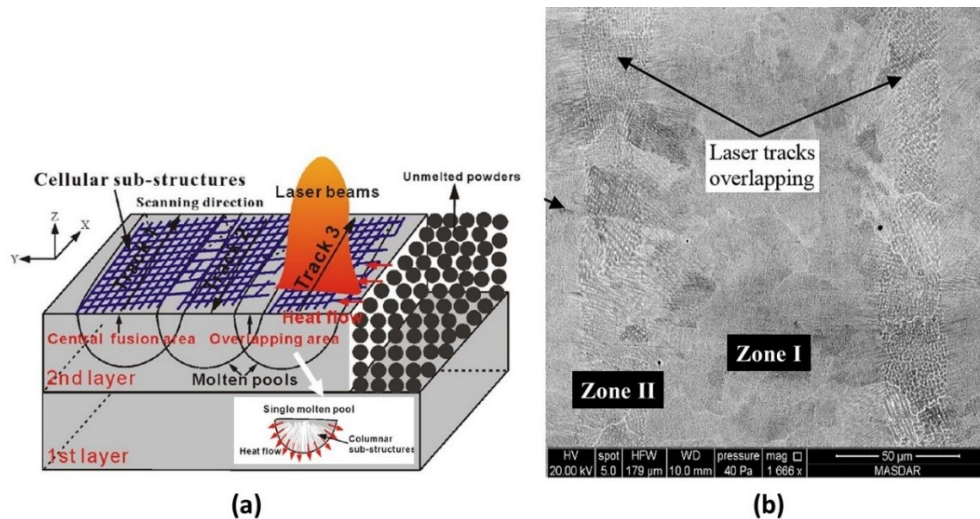 Cellular sub-structures
Scanning direction
Laser beams
Unmelted powders
Z
X
Y
Track
Track 2
Track 3
Heat flow
Central fusion area
Overlapping area
2nd layer
Molten pools
Single molten pool
Columnar
sub-structures
Heat flow
1st layer
(a)
Laser tracks
overlapping
Zone I
Zone II
HV spot HFW WD pressure mag □ 50 µm
20.00 kV 5.0 179 µm 10.0 mm 40 Pa 1 666 x MASDAR
(b)